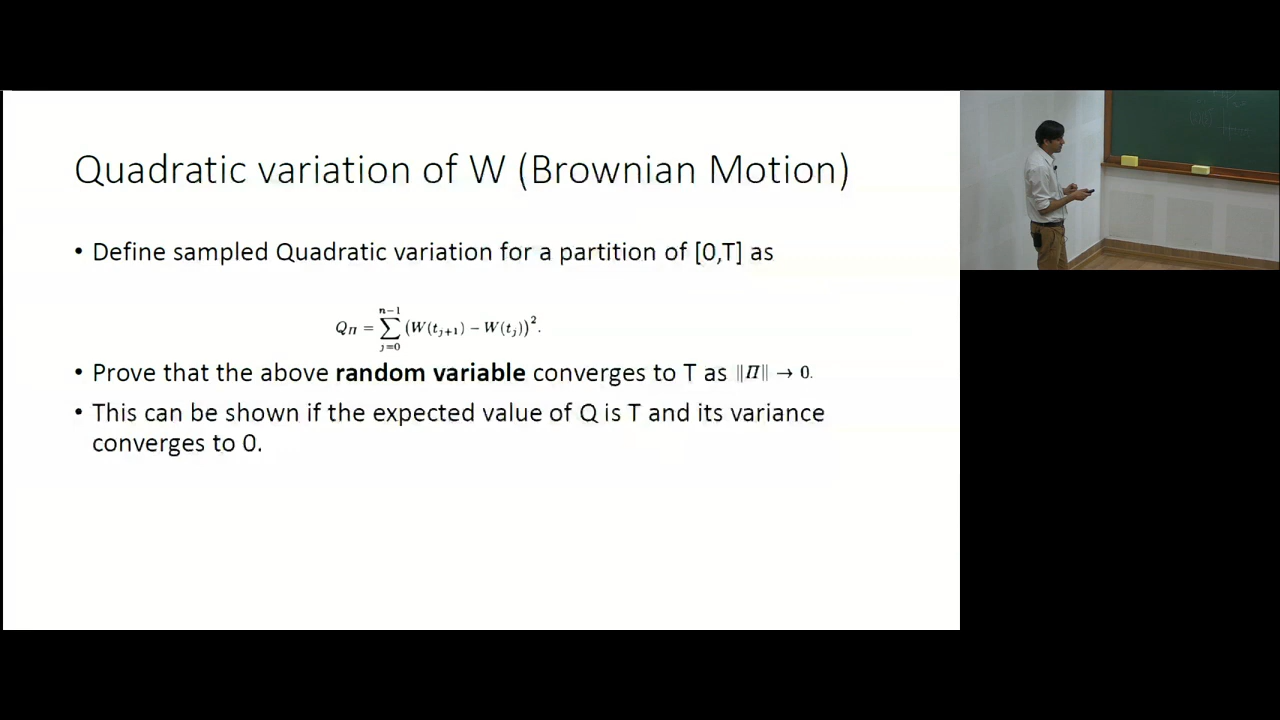 Quadratic variation of W (Brownian Motion)
• Define sampled Quadratic variation for a partition of [0,T] as
Q_Π = \sum_{j=0}^{n-1} (W(t_{j+1}) − W(t_j))^2.
• Prove that the above random variable converges to T as ||Π|| → 0.
• This can be shown if the expected value of Q is T and its variance
converges to 0.